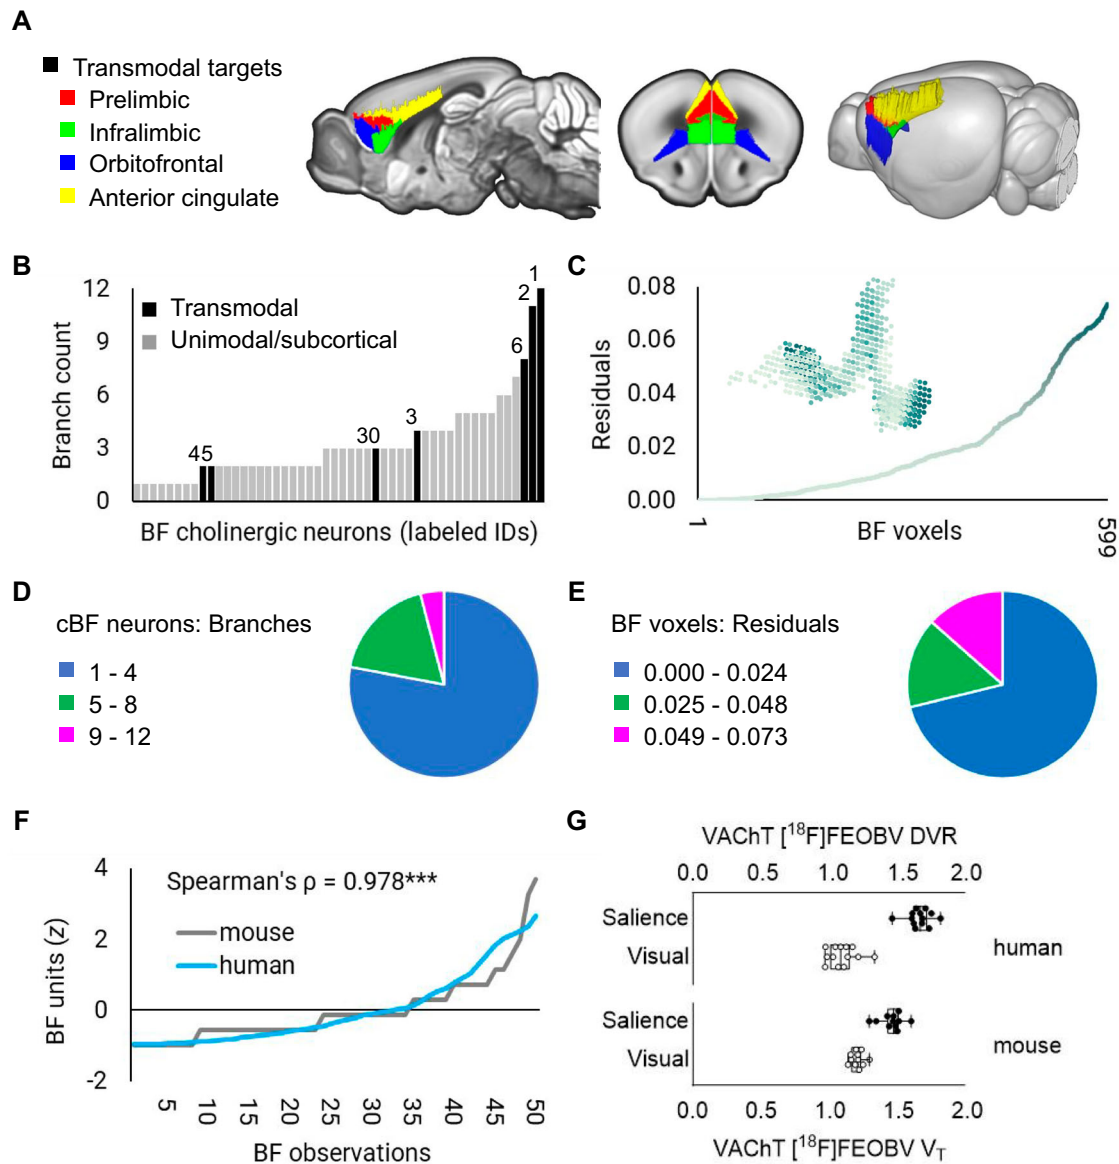 A
Transmodal targets
Prelimbic
Infralimbic
Orbitofrontal
Anterior cingulate
B
Branch count
12
9
6
3
0
Transmodal
Unimodal/subcortical
45
30
3
6
2
1
BF cholinergic neurons (labeled IDs)
C
Residuals
0.08
0.06
0.04
0.02
0.00
1
BF voxels
599
D
cBF neurons: Branches
1 - 4
5 - 8
9 - 12
E
BF voxels: Residuals
0.000 - 0.024
0.025 - 0.048
0.049 - 0.073
F
BF units (z)
4
2
0
-2
Spearman's ρ = 0.978***
mouse
human
5 10 15 20 25 30 35 40 45 50
BF observations
G
VAChT [¹⁸F]FEOBV DVR
0.0 0.5 1.0 1.5 2.0
Salience
Visual
human
Salience
Visual
mouse
0.0 0.5 1.0 1.5 2.0
VAChT [¹⁸F]FEOBV V_T